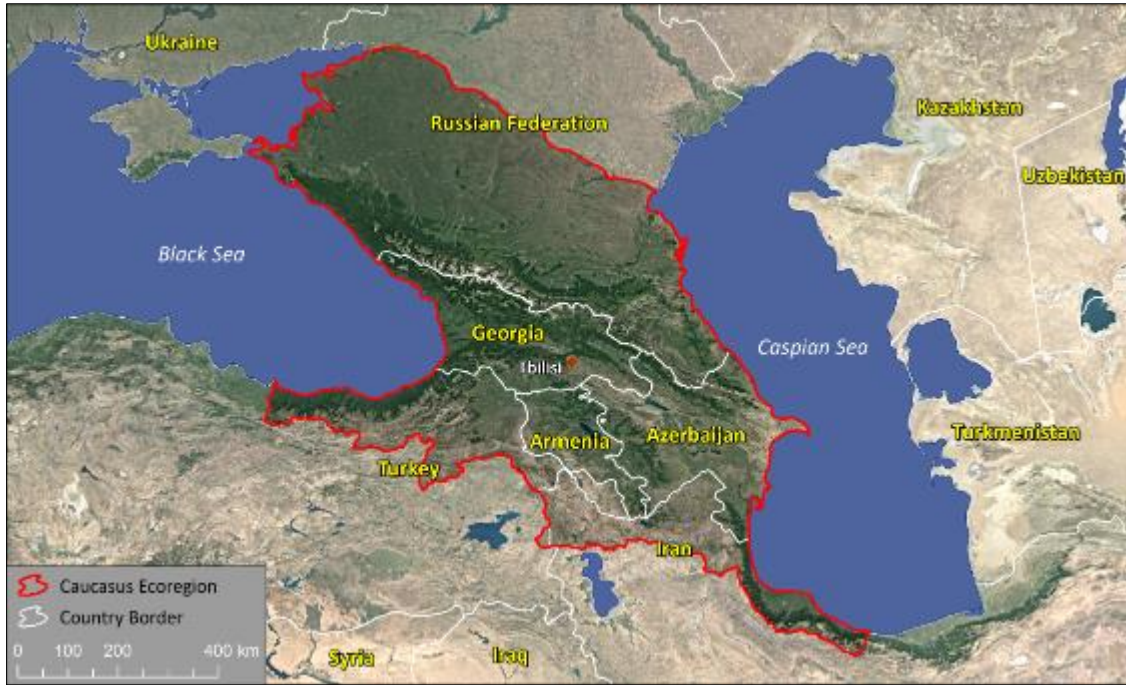 Ukraine
Russian Federation
Kazakhstan
Uzbekistan
Black Sea
Georgia
Tbilisi
Caspian Sea
Armenia
Azerbaijan
Turkmenistan
Turkey
Iran
Caucasus Ecoregion
Country Border
0 100 200 400 km
Syria
Iraq